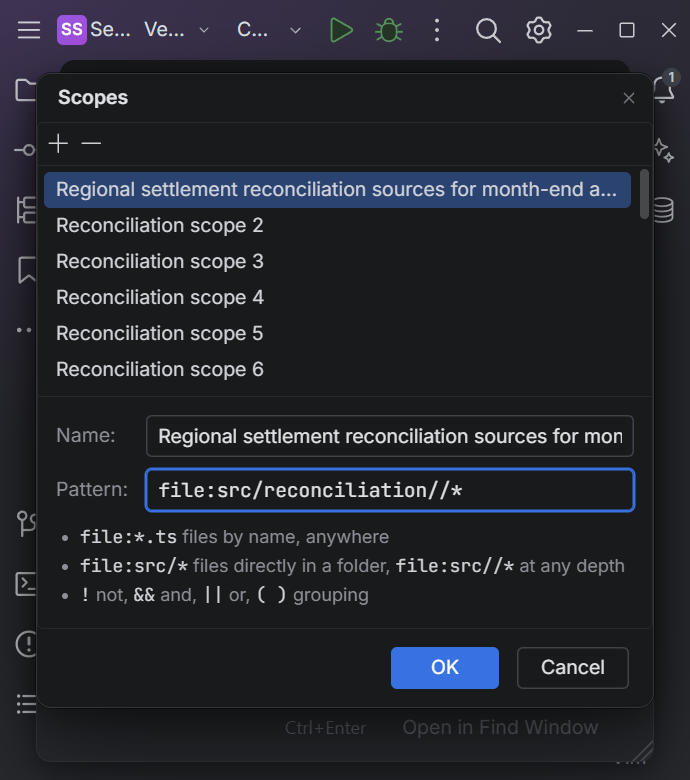 SS Se... Ve... C...
1
Scopes
Regional settlement reconciliation sources for month-end a...
Reconciliation scope 2
Reconciliation scope 3
Reconciliation scope 4
Reconciliation scope 5
Reconciliation scope 6
Name: Regional settlement reconciliation sources for mon
Pattern: file:src/reconciliation//*
• file:*.ts files by name, anywhere
• file:src/* files directly in a folder, file:src//* at any depth
• ! not, && and, || or, ( ) grouping
OK Cancel
Ctrl+Enter Open in Find Window